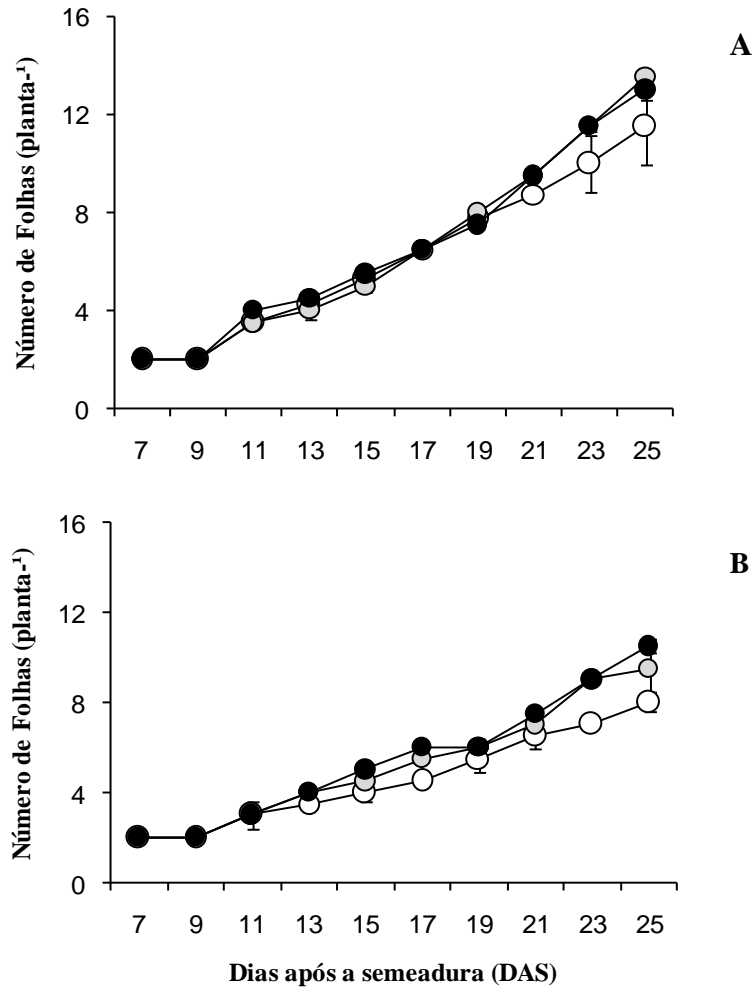 A
Número de Folhas (planta-¹)
16
12
8
4
0
7 9 11 13 15 17 19 21 23 25
B
Número de Folhas (planta-¹)
16
12
8
4
0
7 9 11 13 15 17 19 21 23 25
Dias após a semeadura (DAS)